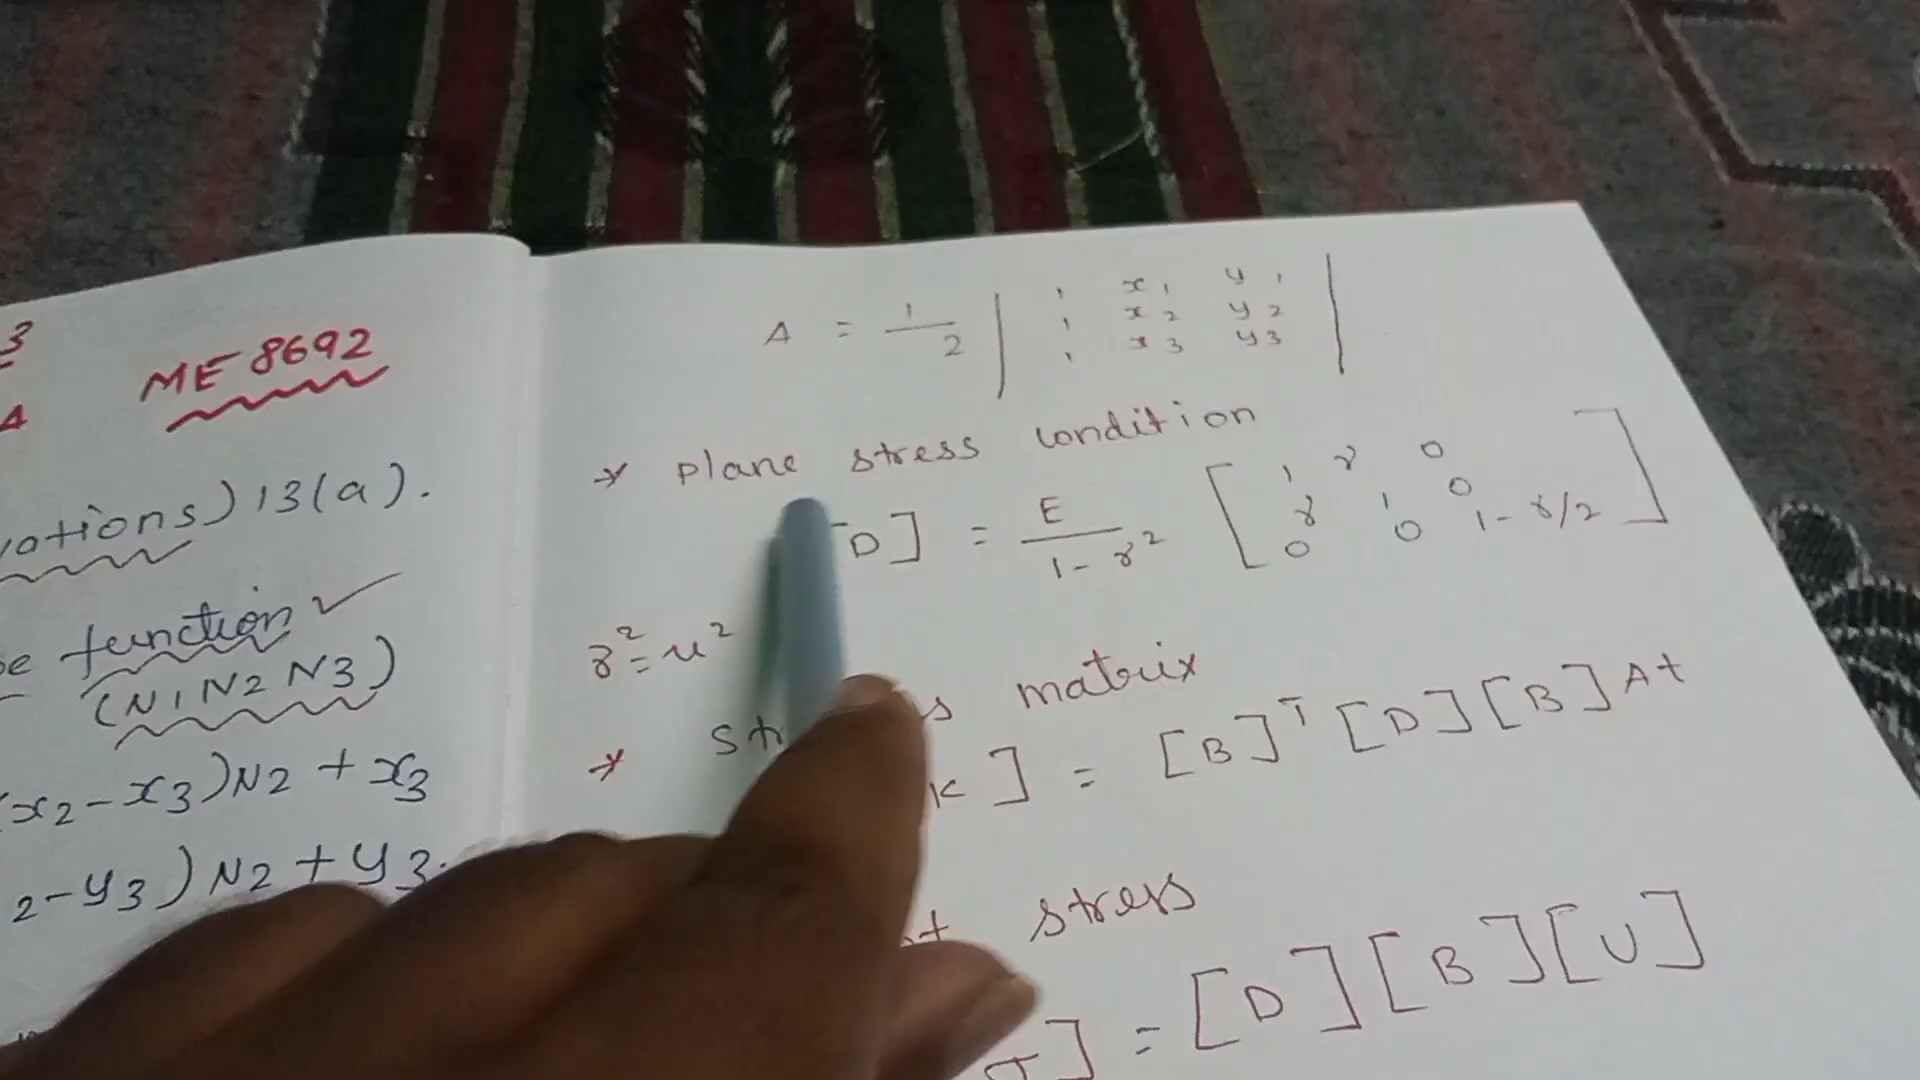 3
A
ME 8692
13(a).
function ✓
(N1 N2 N3)
x2-x3)N2 + x3
2-y3)N2+y3.
A = 1/2 | 1 x1 y1
1 x2 y2
1 x3 y3 |
* plane stress condition
D] = E/1-γ² [ 1 γ 0
γ 1 0
0 0 1-γ/2 ]
γ²=u²
* matrix
K] = [B]ᵀ [D] [B] At
stress
] = [D] [B] [U]